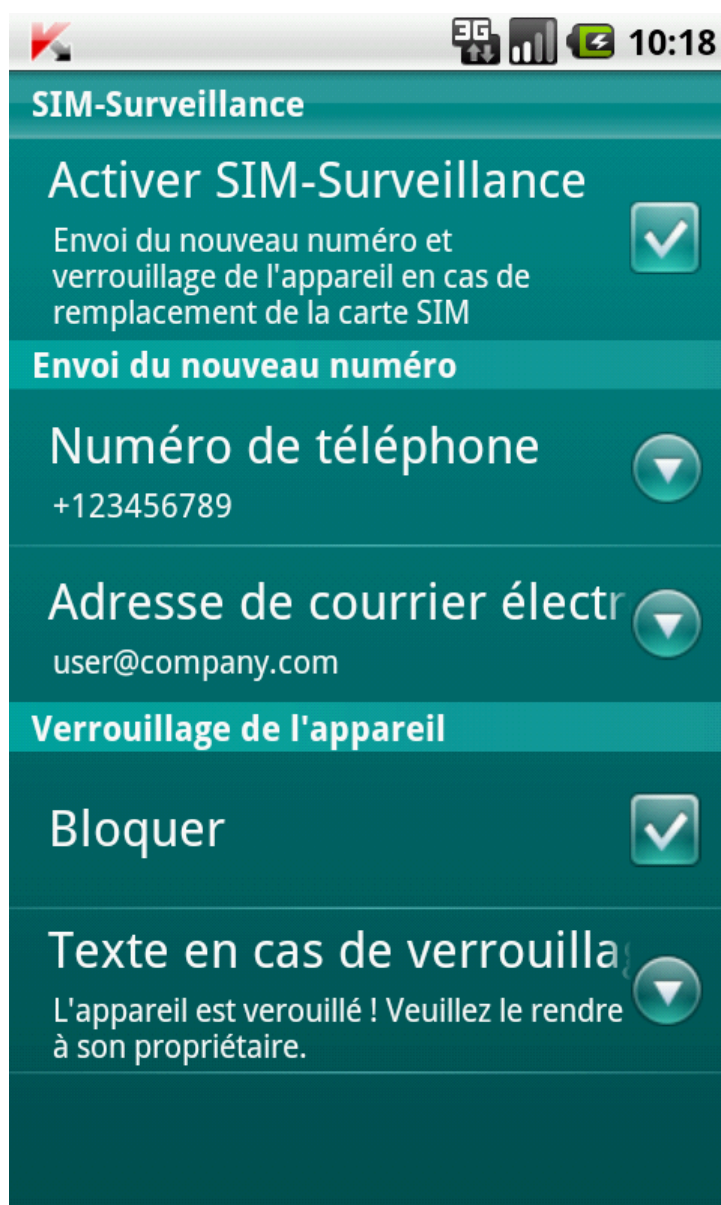 3G 10:18
SIM-Surveillance
Activer SIM-Surveillance
Envoi du nouveau numéro et
verrouillage de l'appareil en cas de
remplacement de la carte SIM
Envoi du nouveau numéro
Numéro de téléphone
+123456789
Adresse de courrier électr
user@company.com
Verrouillage de l'appareil
Bloquer
Texte en cas de verrouilla
L'appareil est verouillé ! Veuillez le rendre
à son propriétaire.